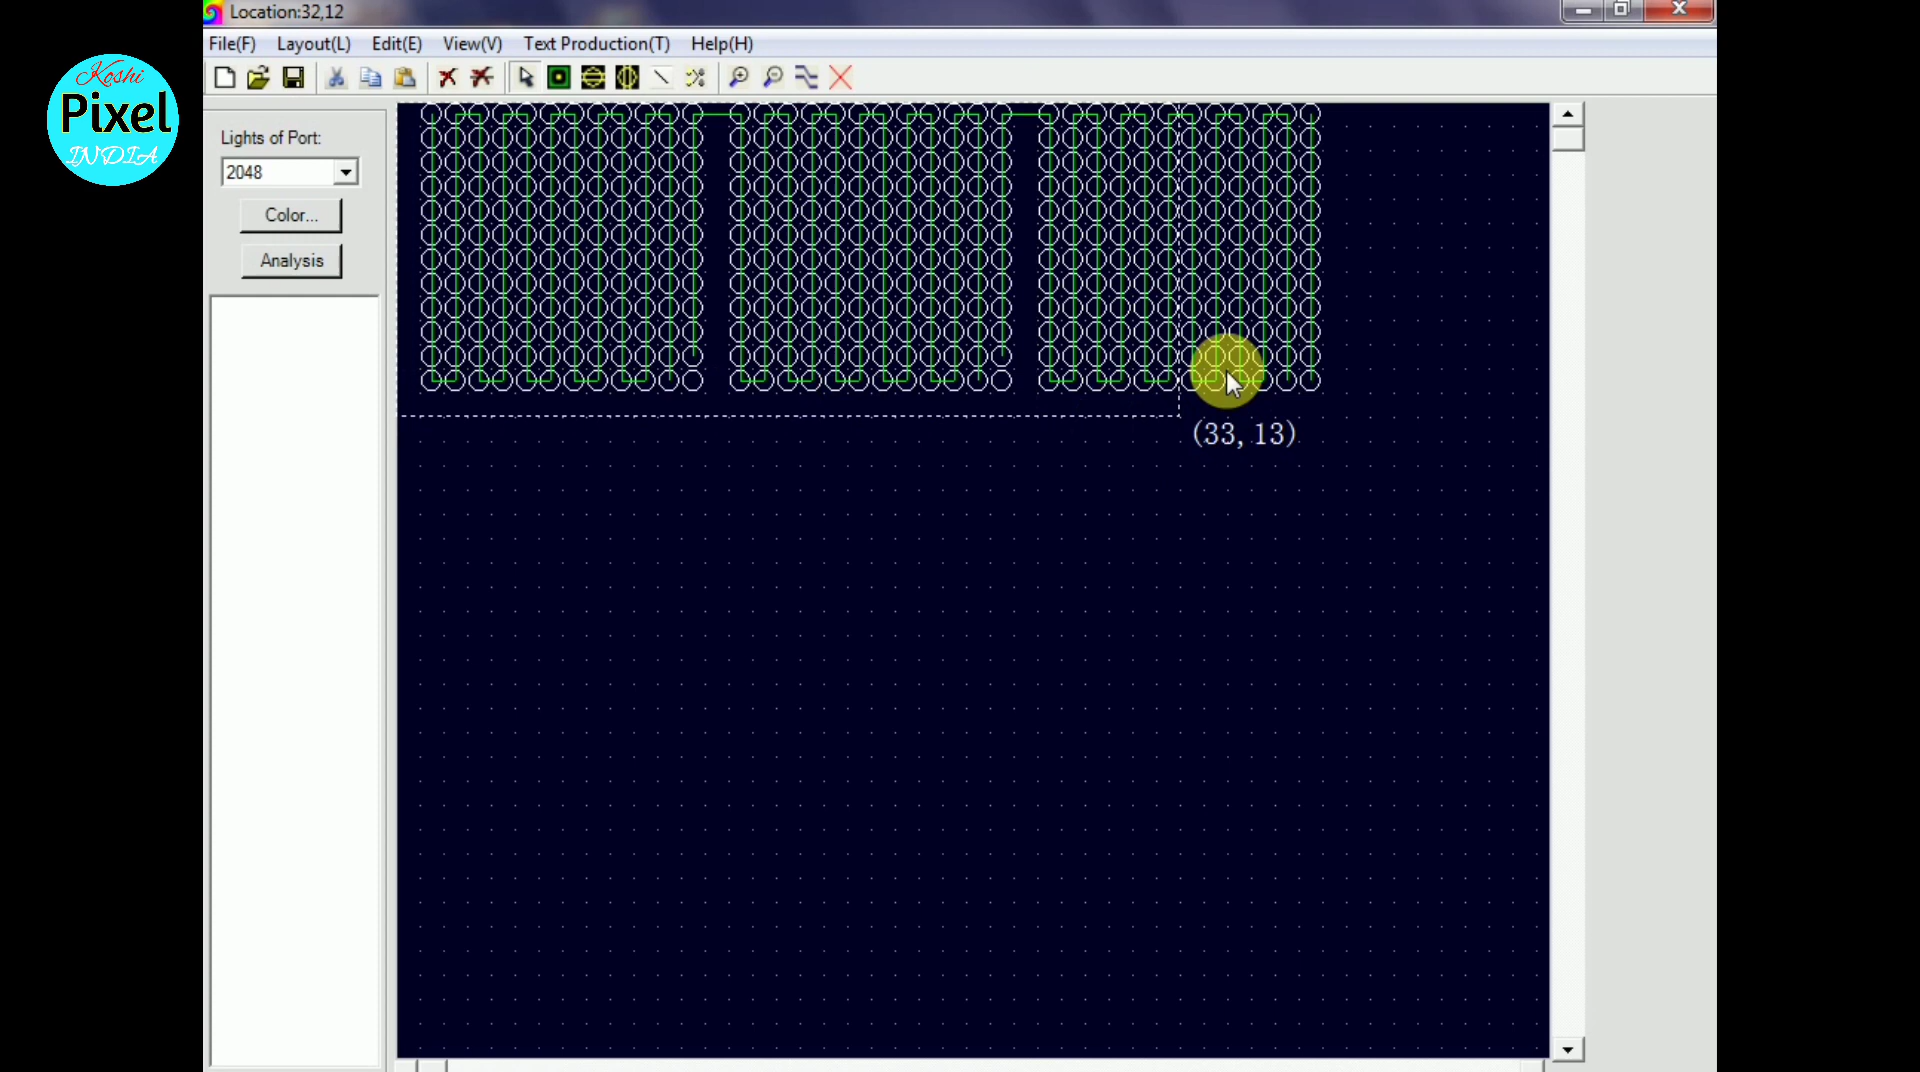 Location:32,12
File(F) Layout(L) Edit(E) View(V) Text Production(T) Help(H)
Koshi
Pixel
INDIA
Lights of Port:
2048
Color...
Analysis
(33, 13)